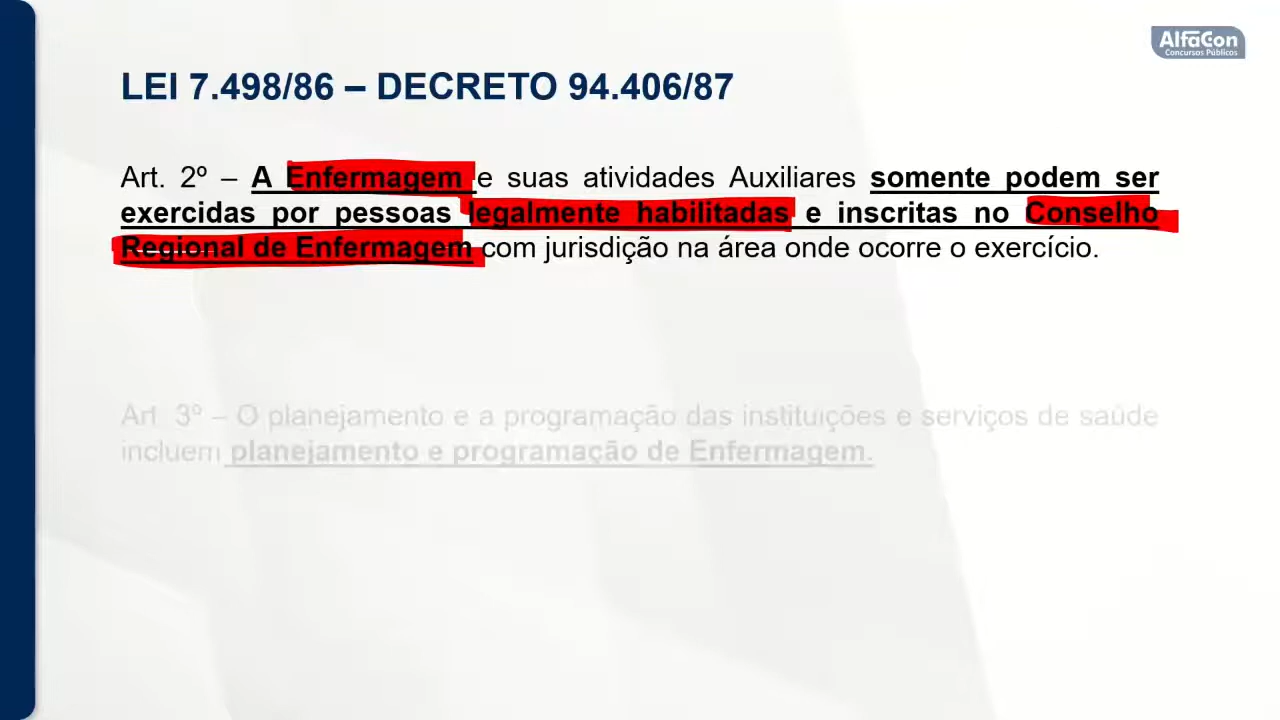 AlfaCon
Concursos Públicos
LEI 7.498/86 – DECRETO 94.406/87
Art. 2º – A Enfermagem e suas atividades Auxiliares somente podem ser
exercidas por pessoas legalmente habilitadas e inscritas no Conselho
Regional de Enfermagem com jurisdição na área onde ocorre o exercício.
Art. 3º – O planejamento e a programação das instituições e serviços de saúde
incluem planejamento e programação de Enfermagem.